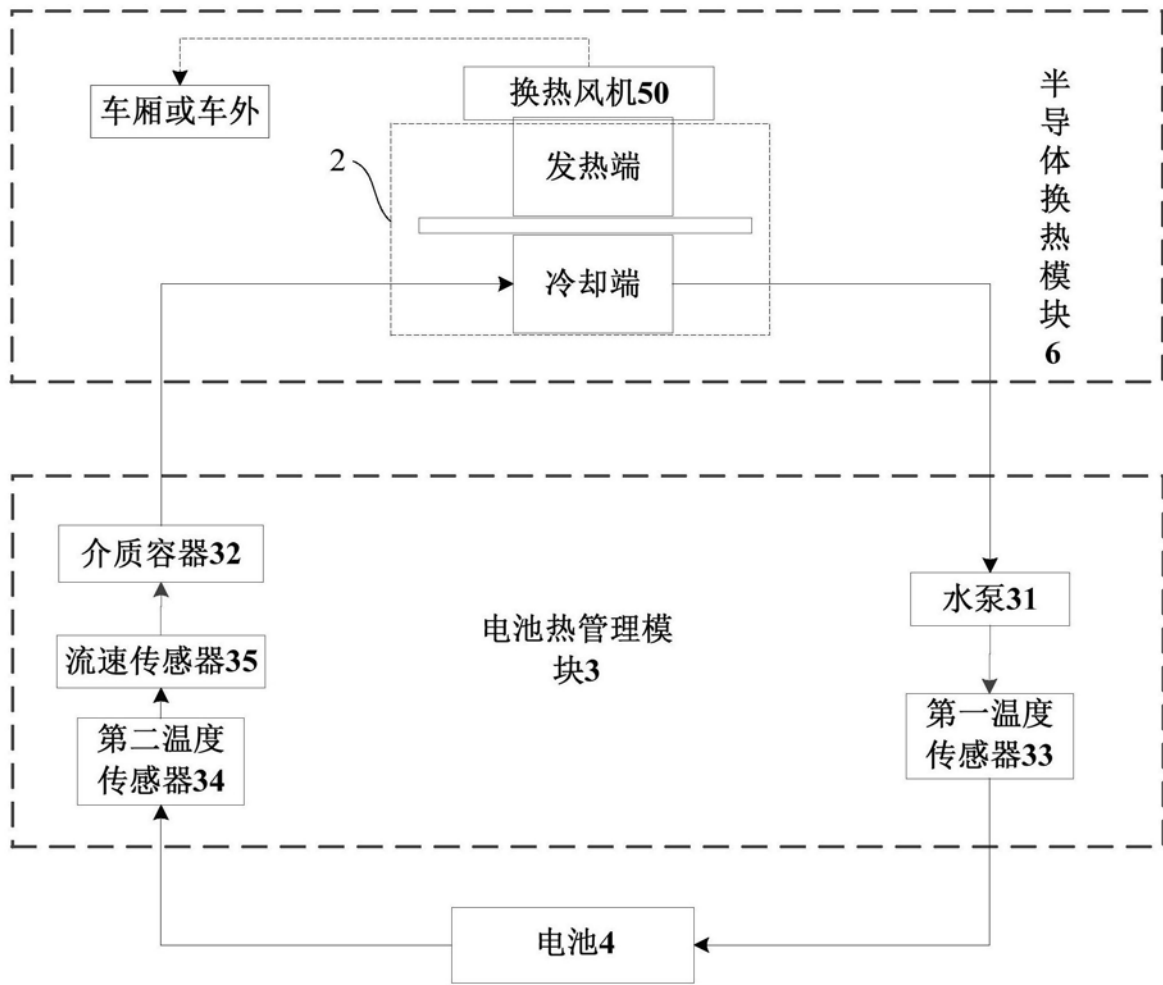 换热风机50
车厢或车外
发热端
2
冷却端
半
导
体
换
热
模
块
6
介质容器32
水泵31
电池热管理模
块3
流速传感器35
第一温度
传感器33
第二温度
传感器34
电池4